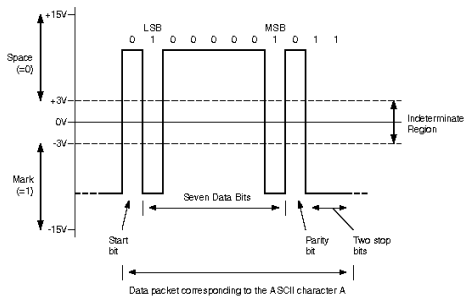 +15V
LSB MSB
0 1 0 0 0 0 0 1 0 1 1
Space
(=0)
+3V
0V
-3V
Indeterminate
Region
Mark
(=1)
Seven Data Bits
-15V
Start
bit
Parity
bit
Two stop
bits
Data packet corresponding to the ASCII character A